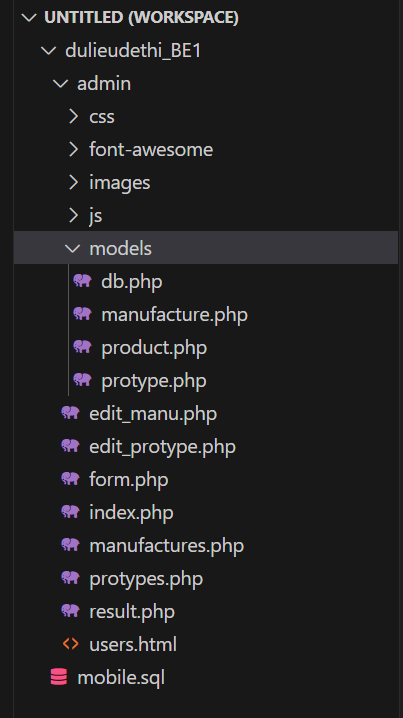 UNTITLED (WORKSPACE)
dulieudethi_BE1
admin
css
font-awesome
images
js
models
db.php
manufacture.php
product.php
protype.php
edit_manu.php
edit_protype.php
form.php
index.php
manufactures.php
protypes.php
result.php
users.html
mobile.sql